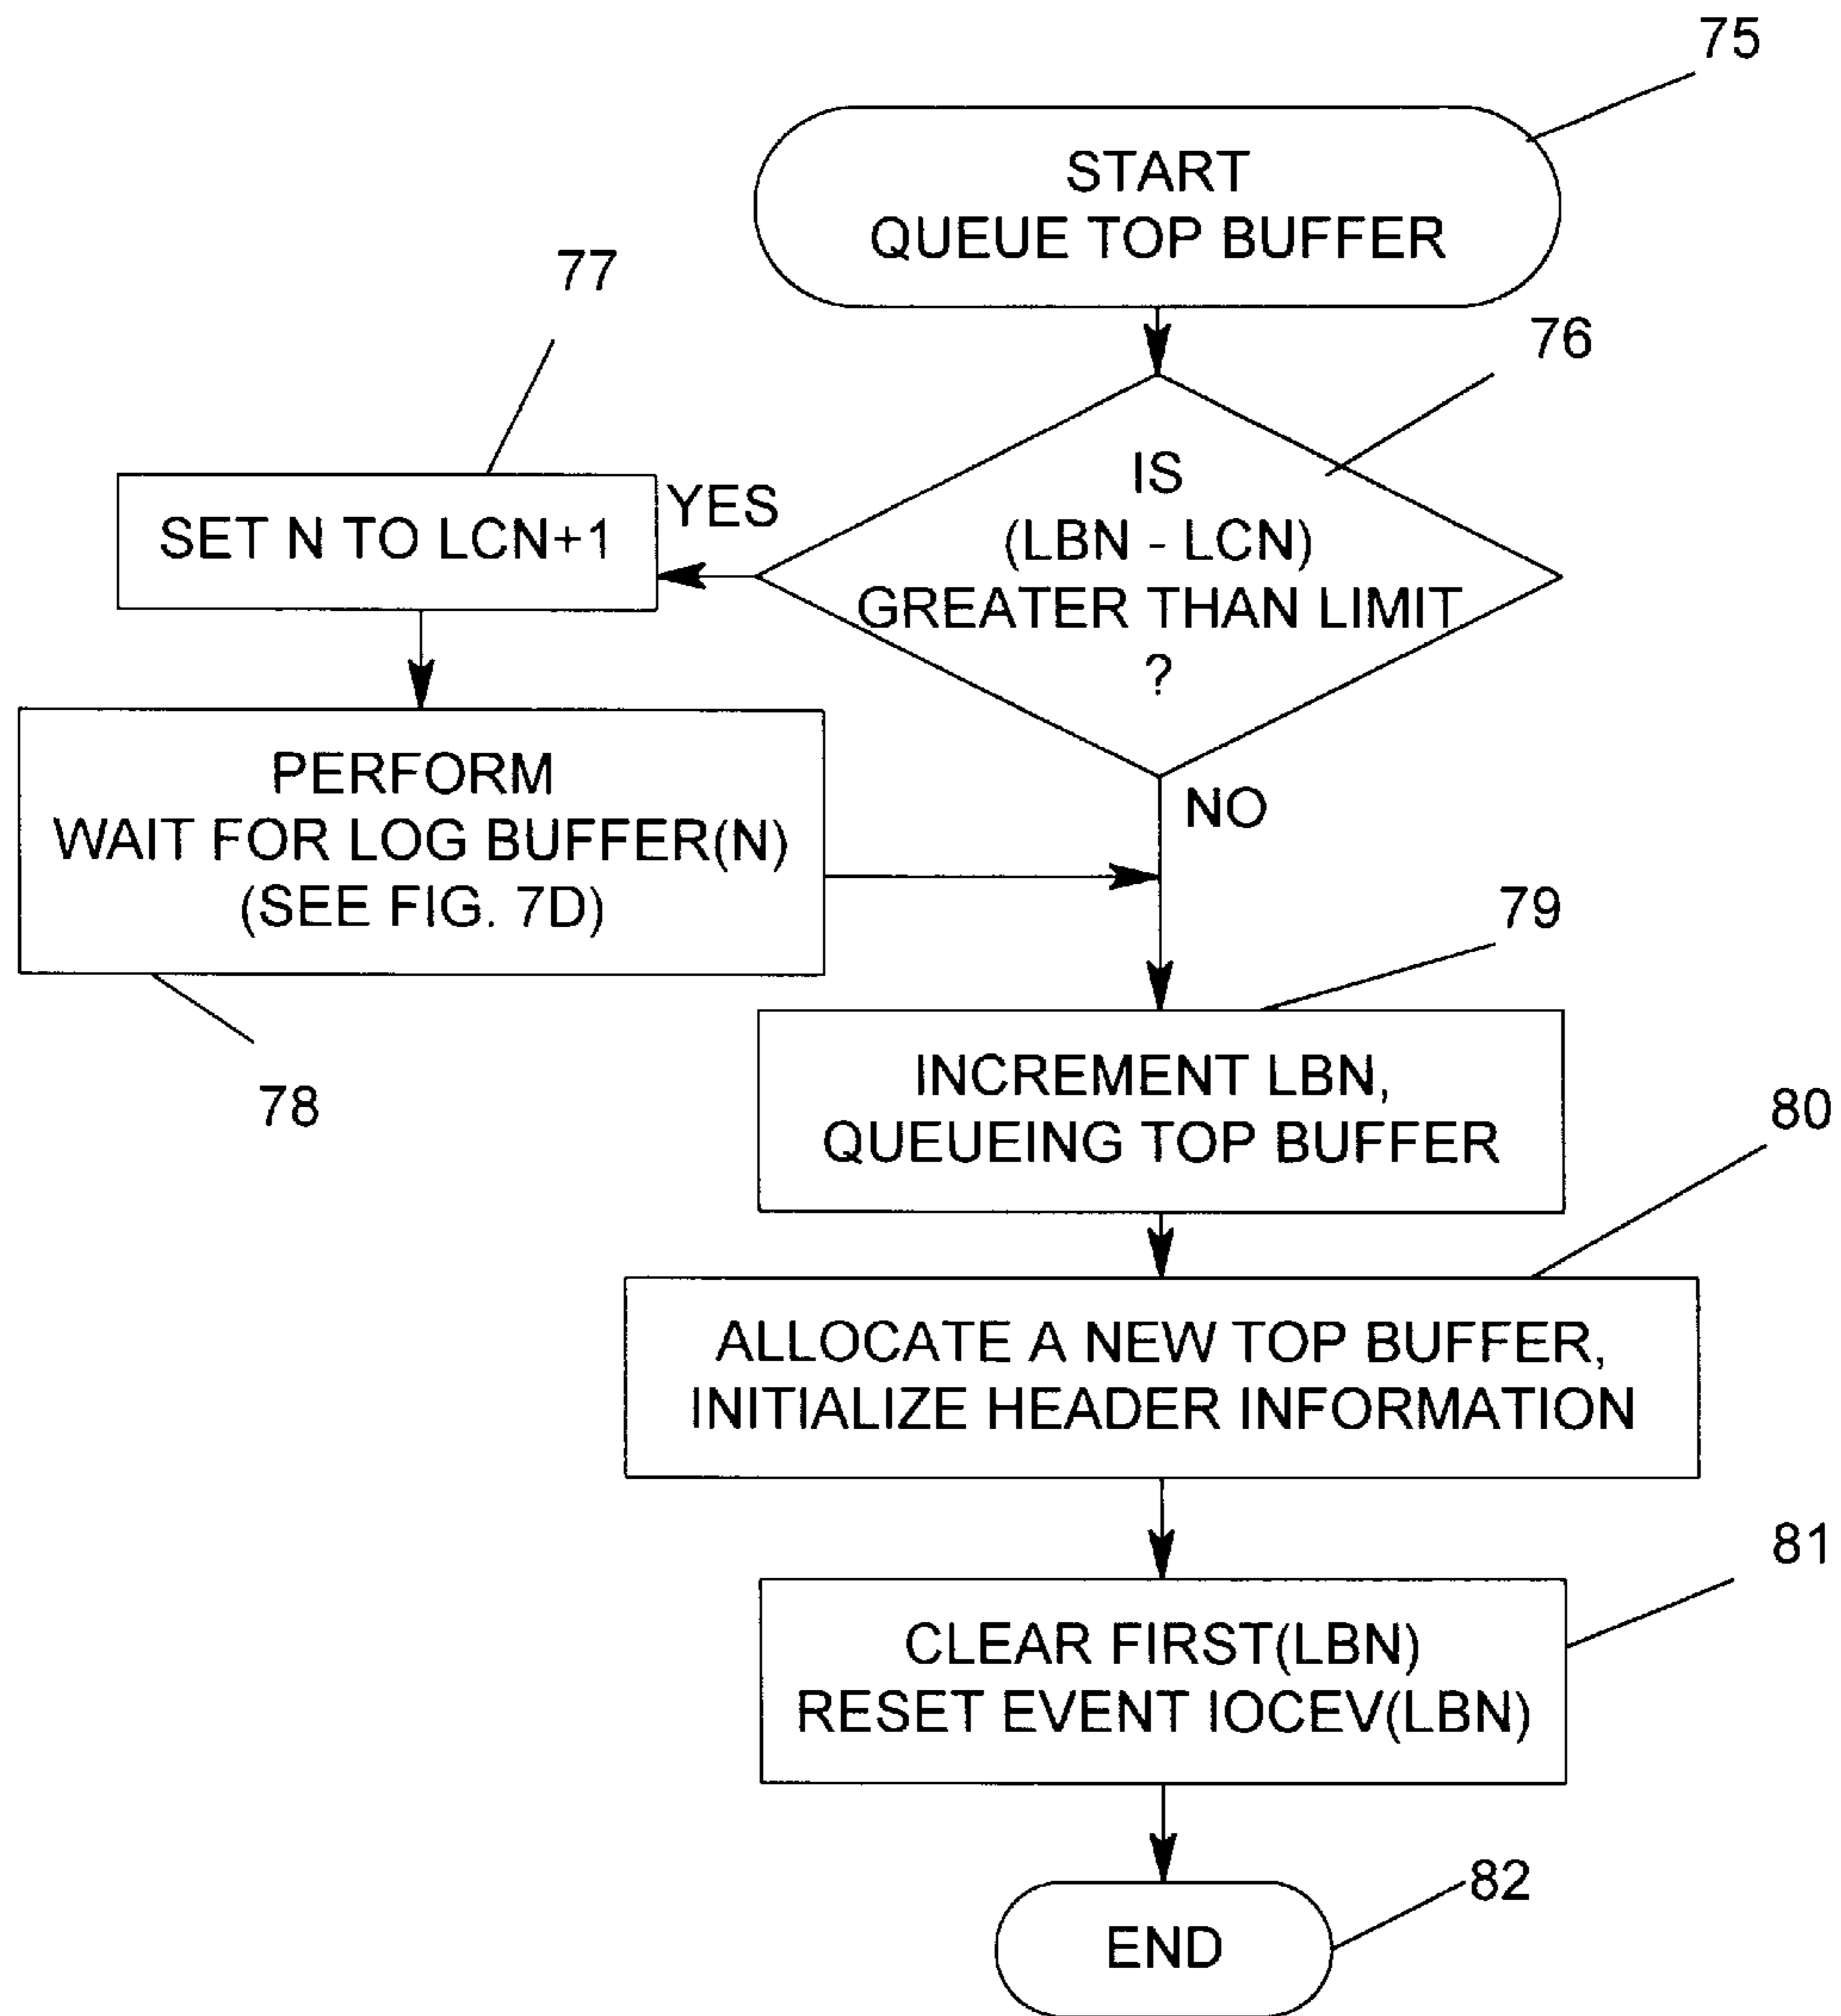 75
START
QUEUE TOP BUFFER
77
76
IS
(LBN - LCN)
GREATER THAN LIMIT
?
YES
SET N TO LCN+1
PERFORM
WAIT FOR LOG BUFFER(N)
(SEE FIG. 7D)
NO
78
79
INCREMENT LBN,
QUEUEING TOP BUFFER
80
ALLOCATE A NEW TOP BUFFER,
INITIALIZE HEADER INFORMATION
81
CLEAR FIRST(LBN)
RESET EVENT IOCEV(LBN)
82
END